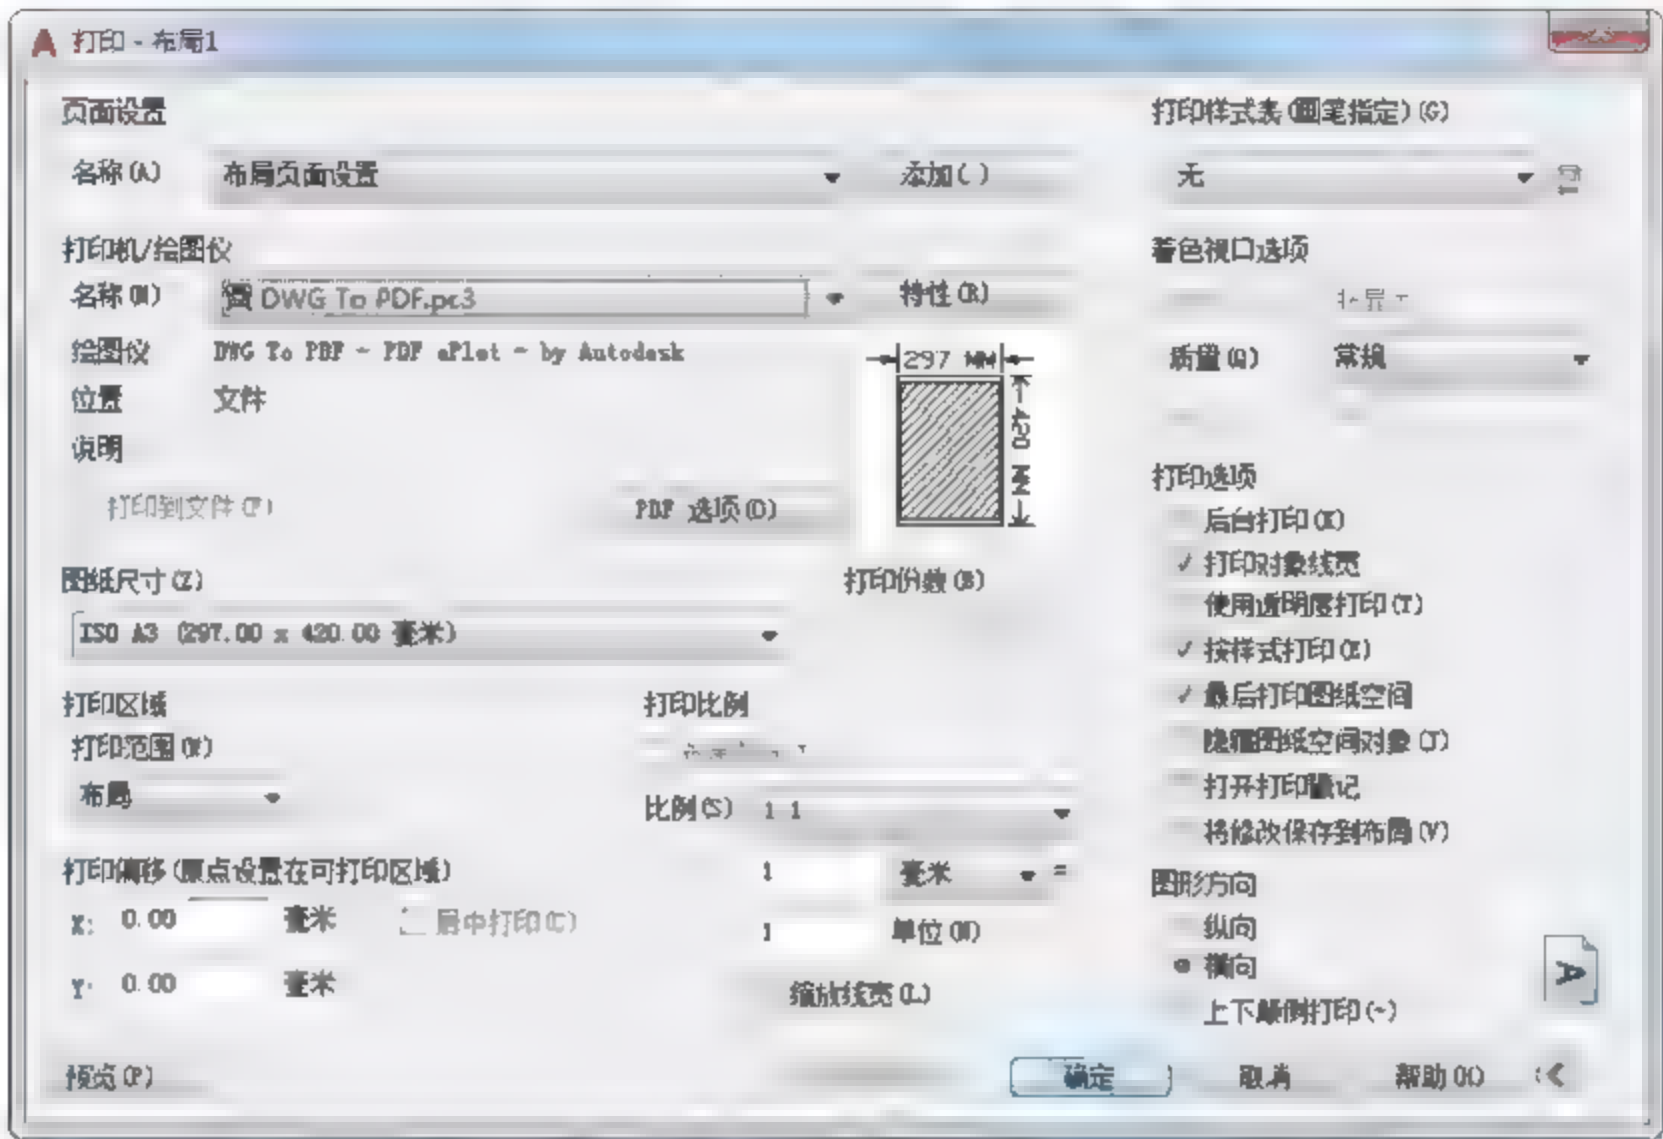 打印 - 布局1
页面设置
名称(A) 布局页面设置 添加( )
打印机/绘图仪
名称(N) DWG To PDF.pc3 特性(R)
绘图仪 DWG To PDF - PDF ePlot - by Autodesk
位置 文件
说明
打印到文件(F) PDF 选项(O)
297 MM
420 MM
图纸尺寸(Z) 打印份数(B)
ISO A3 (297.00 x 420.00 毫米)
打印区域
打印范围(W)
布局
打印比例
比例(S) 1 1
1 毫米 =
1 单位(N)
缩放线宽(L)
打印偏移(原点设置在可打印区域)
X: 0.00 毫米 居中打印(C)
Y: 0.00 毫米
打印样式表(画笔指定)(G)
无
着色视口选项
质量(Q) 常规
打印选项
后台打印(K)
打印对象线宽
使用透明度打印(T)
按样式打印(E)
最后打印图纸空间
隐藏图纸空间对象(J)
打开打印戳记
将修改保存到布局(V)
图形方向
纵向
横向
上下颠倒打印(-)
A
预览(P) 确定 取消 帮助(H)